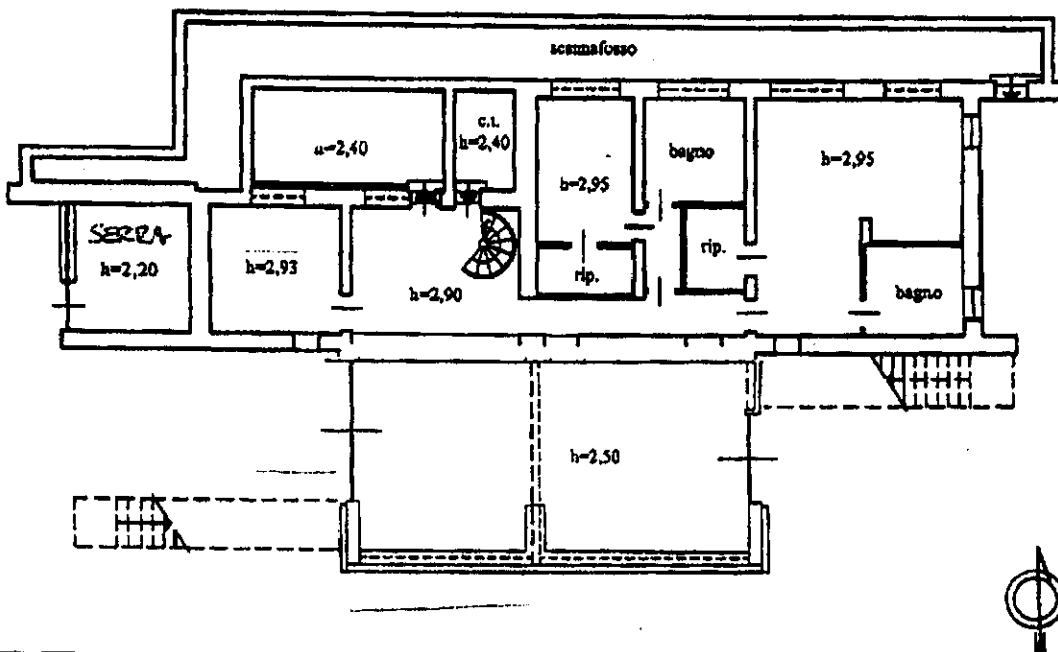 scannafosso
c.t.
h=2,40
h=2,40
bagno
h=2,95
h=2,95
SERRA
h=2,20
h=2,93
h=2,90
rip.
rip.
bagno
h=2,50